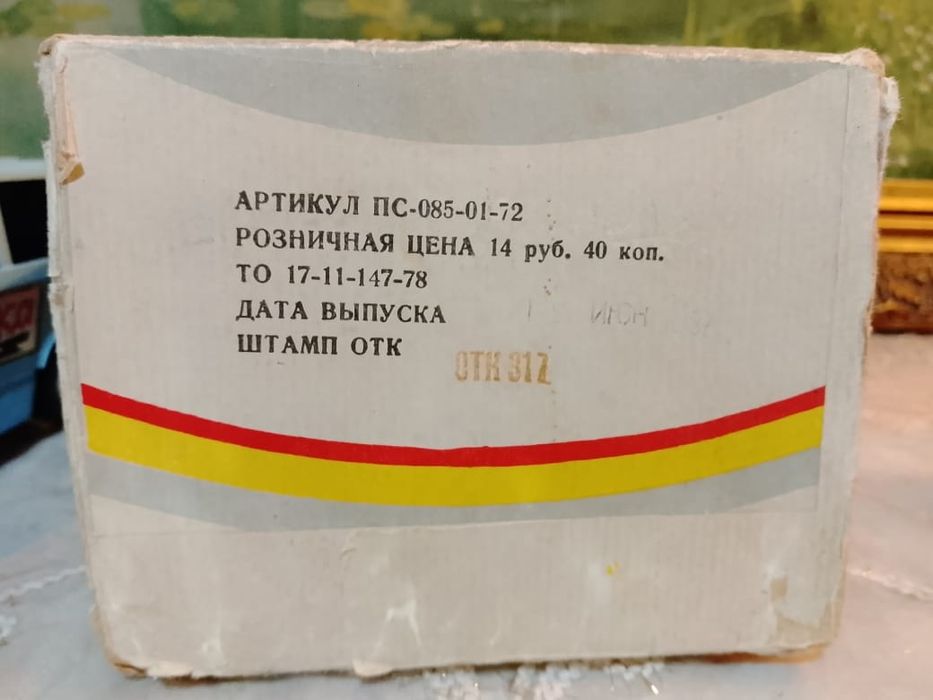 АРТИКУЛ ПС-085-01-72
РОЗНИЧНАЯ ЦЕНА 14 руб. 40 коп.
ТО 17-11-147-78
ДАТА ВЫПУСКА ИЮН
ШТАМП ОТК
ОТК 317